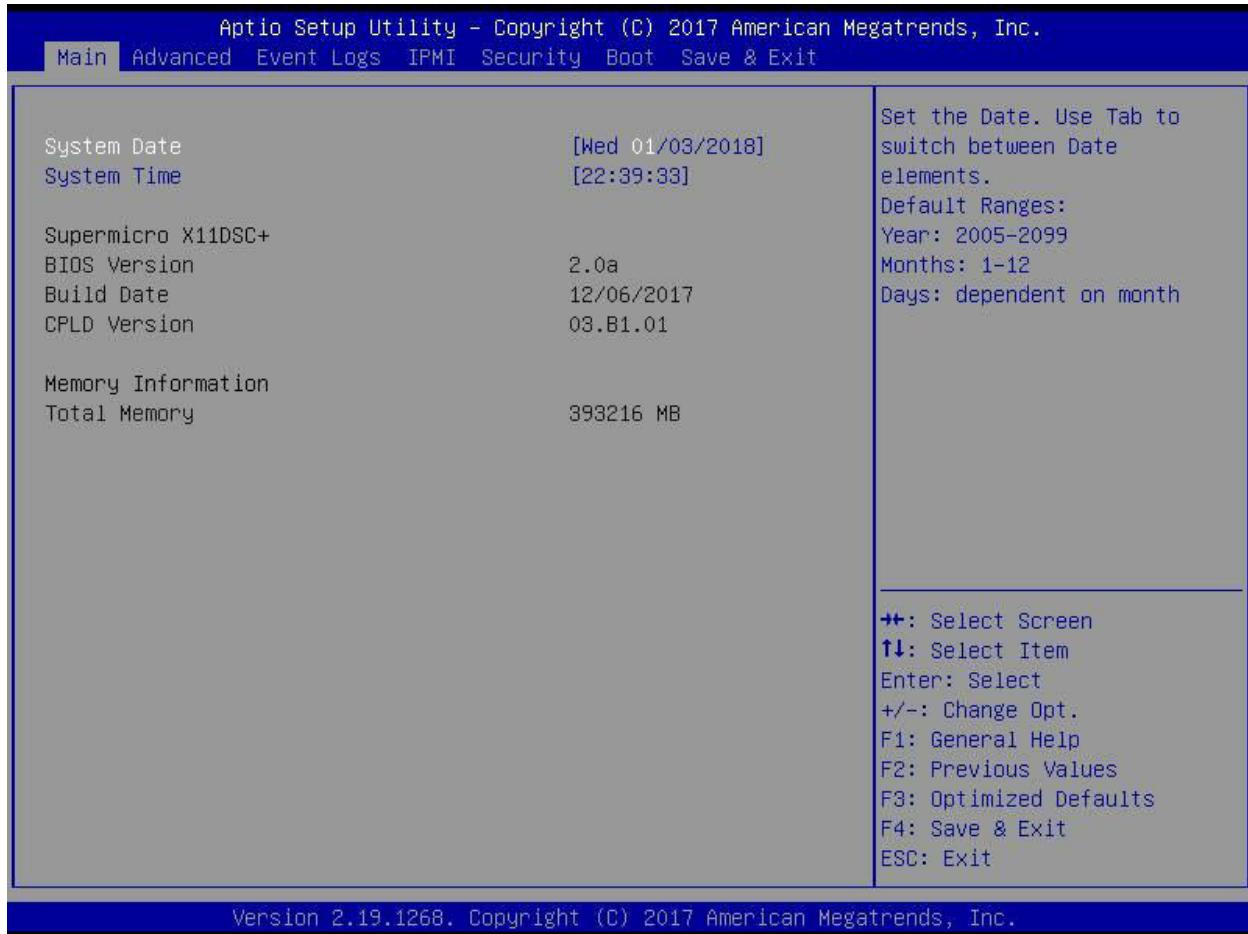 Aptio Setup Utility – Copyright (C) 2017 American Megatrends, Inc.
Main Advanced Event Logs IPMI Security Boot Save & Exit
System Date [Wed 01/03/2018]
System Time [22:39:33]
Supermicro X11DSC+
BIOS Version 2.0a
Build Date 12/06/2017
CPLD Version 03.B1.01
Memory Information
Total Memory 393216 MB
Set the Date. Use Tab to
switch between Date
elements.
Default Ranges:
Year: 2005-2099
Months: 1-12
Days: dependent on month
→←: Select Screen
↑↓: Select Item
Enter: Select
+/-: Change Opt.
F1: General Help
F2: Previous Values
F3: Optimized Defaults
F4: Save & Exit
ESC: Exit
Version 2.19.1268. Copyright (C) 2017 American Megatrends, Inc.